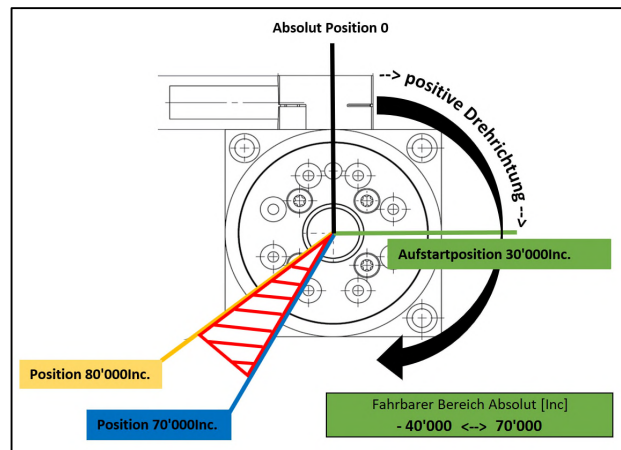 Absolut Position 0
--> positive Drehrichtung -->
Aufstartposition 30'000Inc.
Position 80'000Inc.
Position 70'000Inc.
Fahrbarer Bereich Absolut [Inc]
- 40'000 <--> 70'000